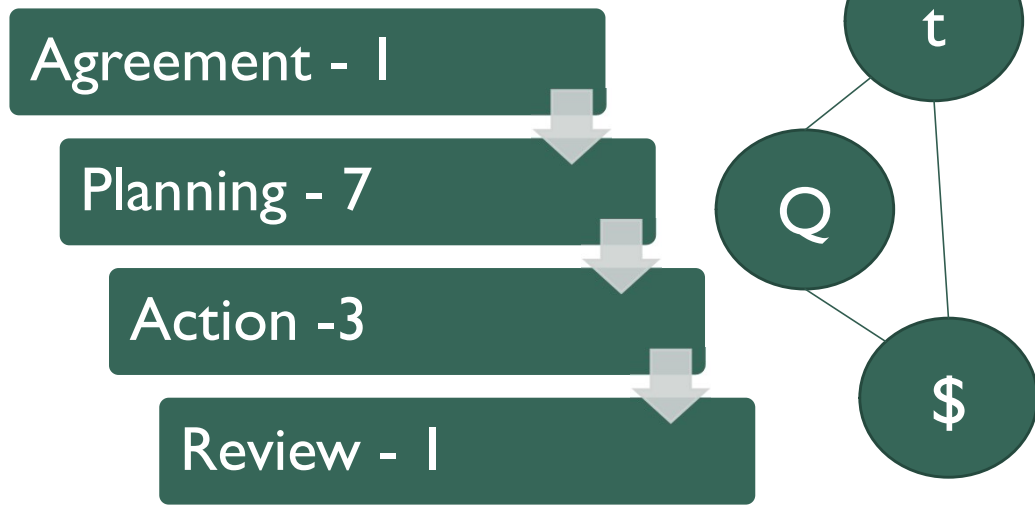 Agreement - 1
Planning - 7
Action -3
Review - 1
t
Q
$